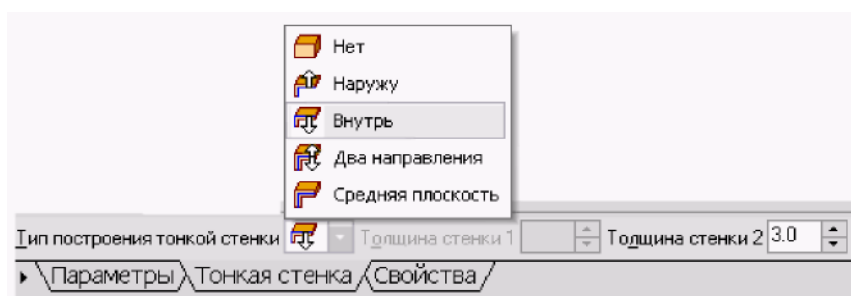 Нет
Наружу
Внутрь
Два направления
Средняя плоскость
Тип построения тонкой стенки Толщина стенки 1 Толщина стенки 2 3.0
Параметры Тонкая стенка Свойства